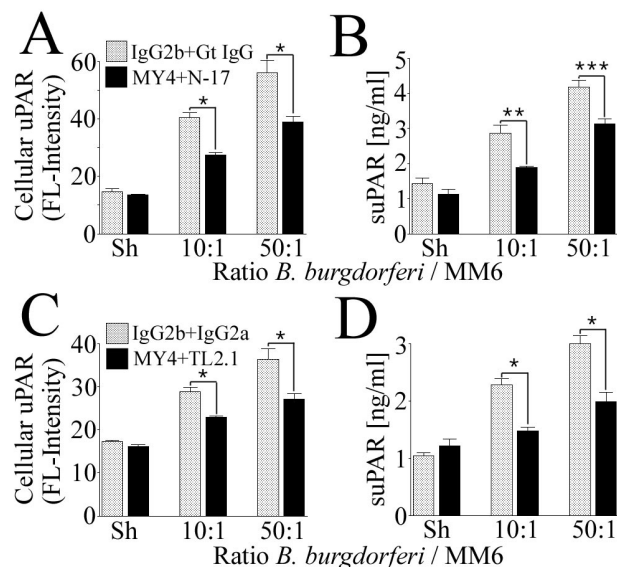 A
IgG2b+Gt IgG
MY4+N-17
Cellular uPAR
(FL-Intensity)
60
40
20
0
*
*
Sh 10:1 50:1
B
suPAR [ng/ml]
5
4
3
2
1
0
**
***
Sh 10:1 50:1
Ratio B. burgdorferi / MM6
C
IgG2b+IgG2a
MY4+TL2.1
Cellular uPAR
(FL-Intensity)
40
30
20
10
0
*
*
Sh 10:1 50:1
D
suPAR [ng/ml]
3
2
1
0
*
*
Sh 10:1 50:1
Ratio B. burgdorferi / MM6